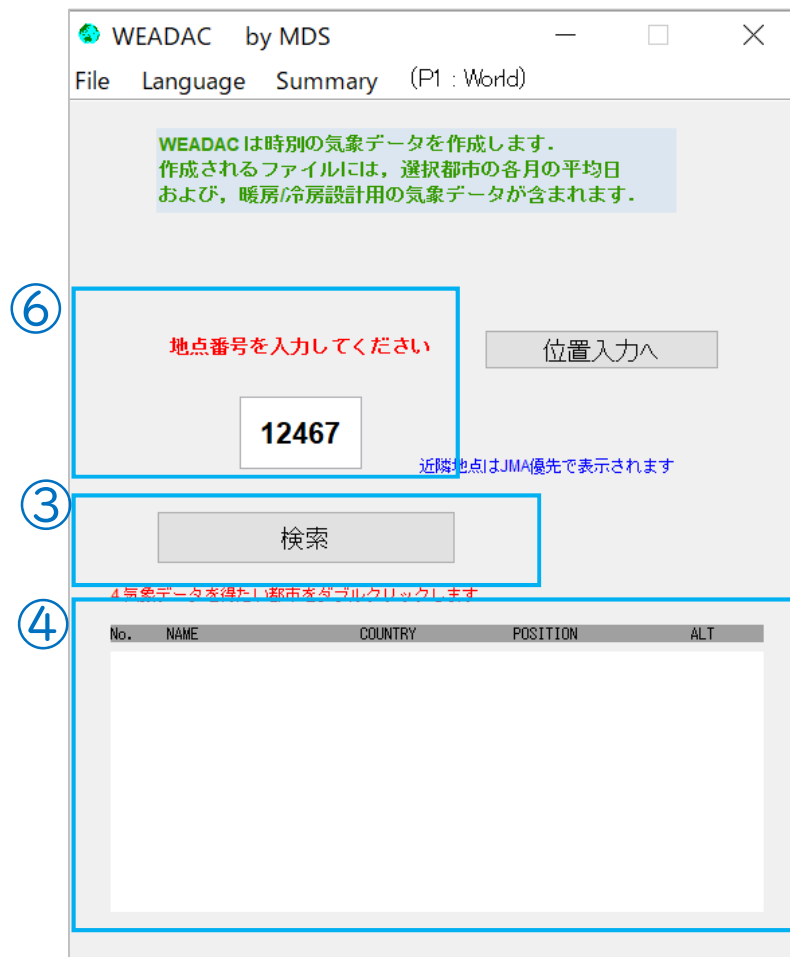 WEADAC by MDS
File Language Summary (P1 : World)
WEADAC は時別の気象データを作成します.
作成されるファイルには, 選択都市の各月の平均日
および, 暖房/冷房設計用の気象データが含まれます.
⑥
地点番号を入力してください
位置入力へ
12467
近隣地点はJMA優先で表示されます
③
検索
4.気象データを得たい都市をダブルクリックします
④
No. NAME COUNTRY POSITION ALT